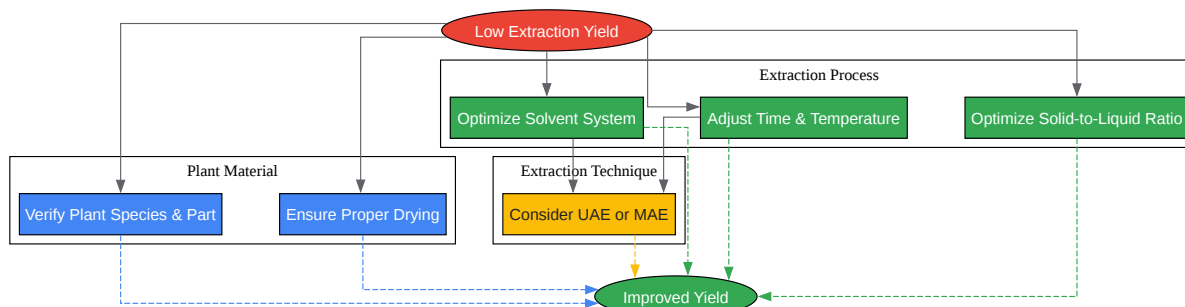 Low Extraction Yield
Extraction Process
Optimize Solvent System
Adjust Time & Temperature
Optimize Solid-to-Liquid Ratio
Plant Material
Extraction Technique
Verify Plant Species & Part
Ensure Proper Drying
Consider UAE or MAE
Improved Yield